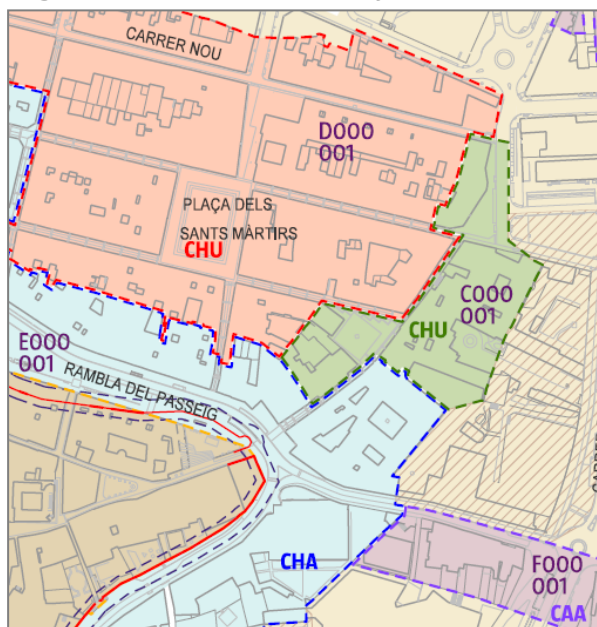 CARRER NOU
D000
001
PLAÇA DELS
SANTS MÀRTIRS
CHU
C000
001
CHU
E000
001
RAMBLA DEL PASSEIG
CHA
F000
001
CAA